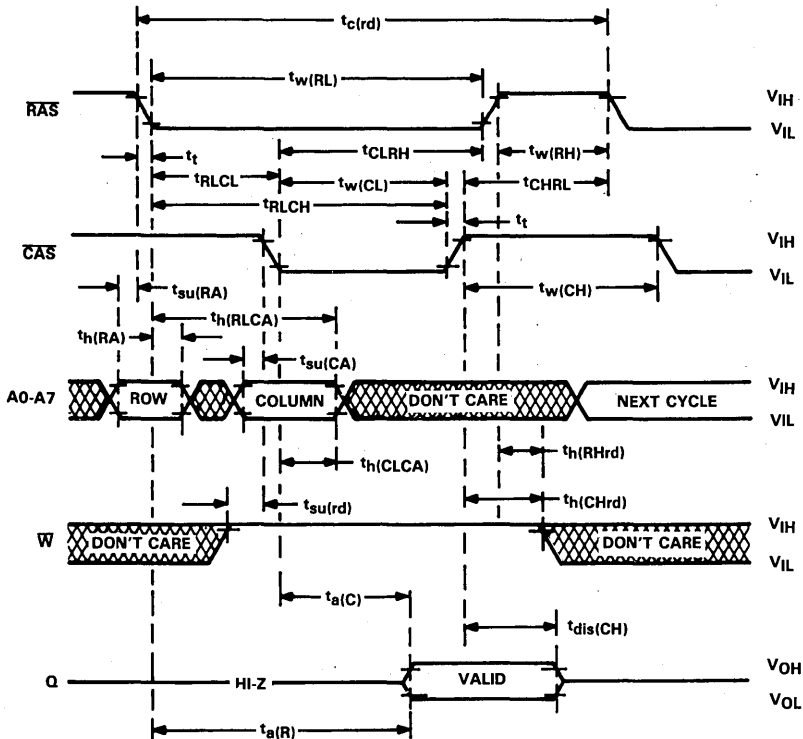 tc(rd)
tw(RL)
RAS
VIH
VIL
tCLRH
tw(RH)
tt
tRLCL
tw(CL)
tCHRL
tRLCH
tt
CAS
VIH
VIL
tsu(RA)
tw(CH)
th(RLCA)
th(RA)
tsu(CA)
A0-A7
ROW
COLUMN
DON'T CARE
NEXT CYCLE
VIH
VIL
th(RHrd)
th(CLCA)
tsu(rd)
th(CHrd)
W
DON'T CARE
DON'T CARE
VIH
VIL
ta(C)
tdis(CH)
Q
HI-Z
VALID
VOH
VOL
ta(R)